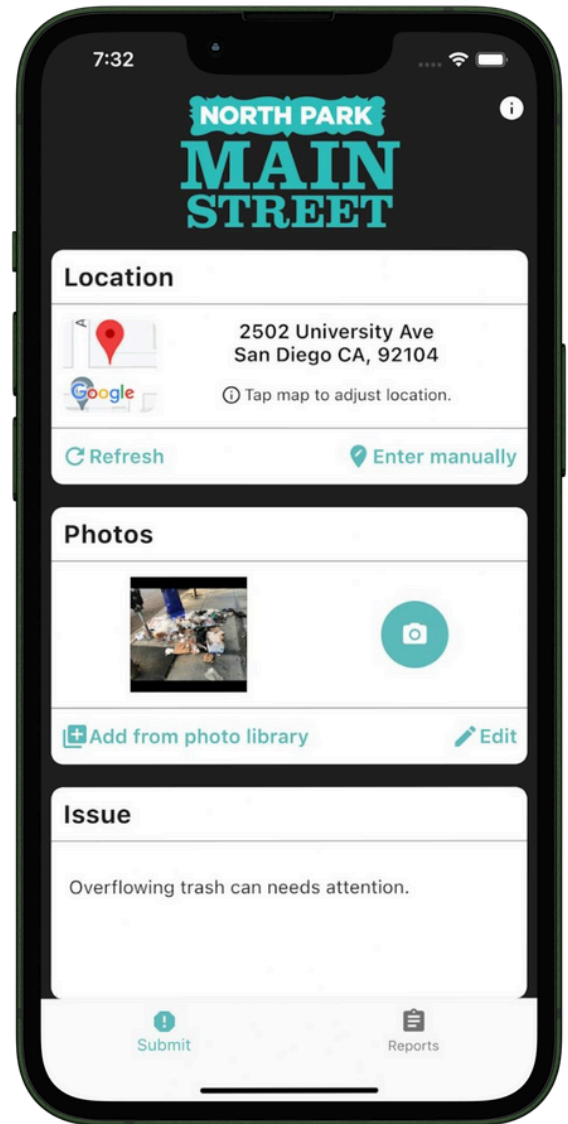 7:32
NORTH PARK
MAIN
STREET
Location
A
Google
2502 University Ave
San Diego CA, 92104
Tap map to adjust location.
Refresh
Enter manually
Photos
Add from photo library
Edit
Issue
Overflowing trash can needs attention.
Submit
Reports